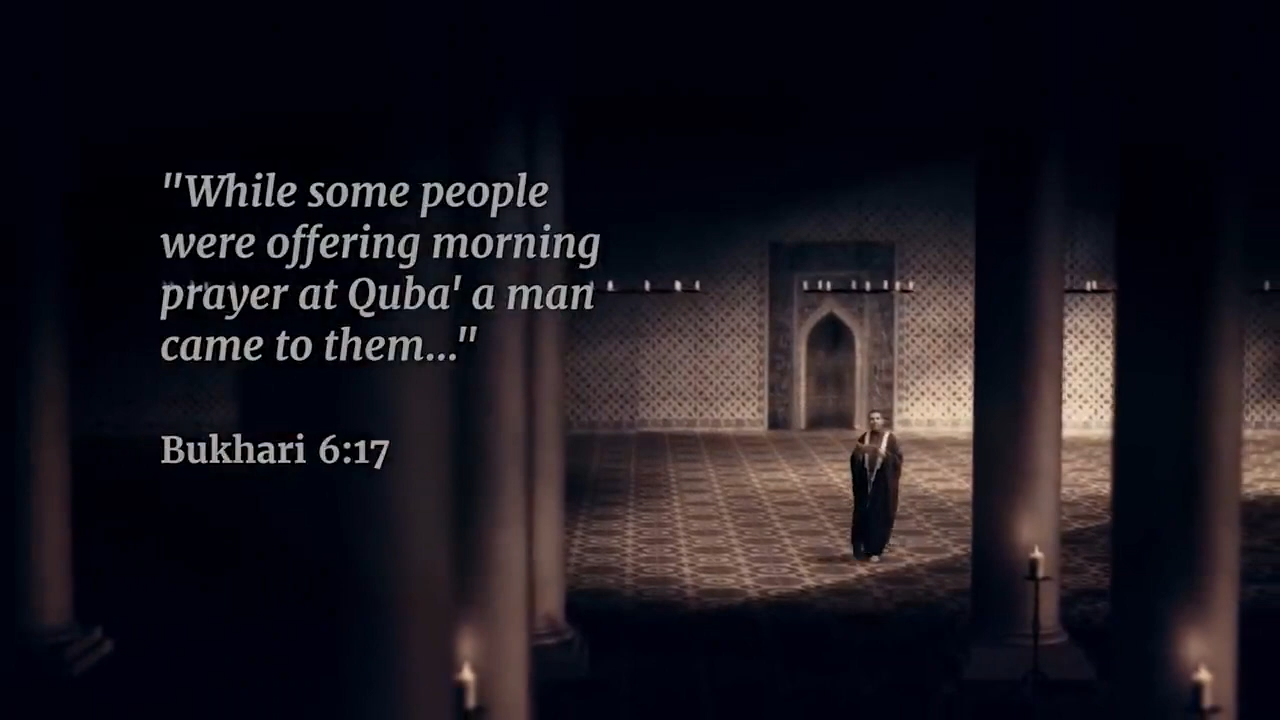 "While some people
were offering morning
prayer at Quba' a man
came to them..."
Bukhari 6:17